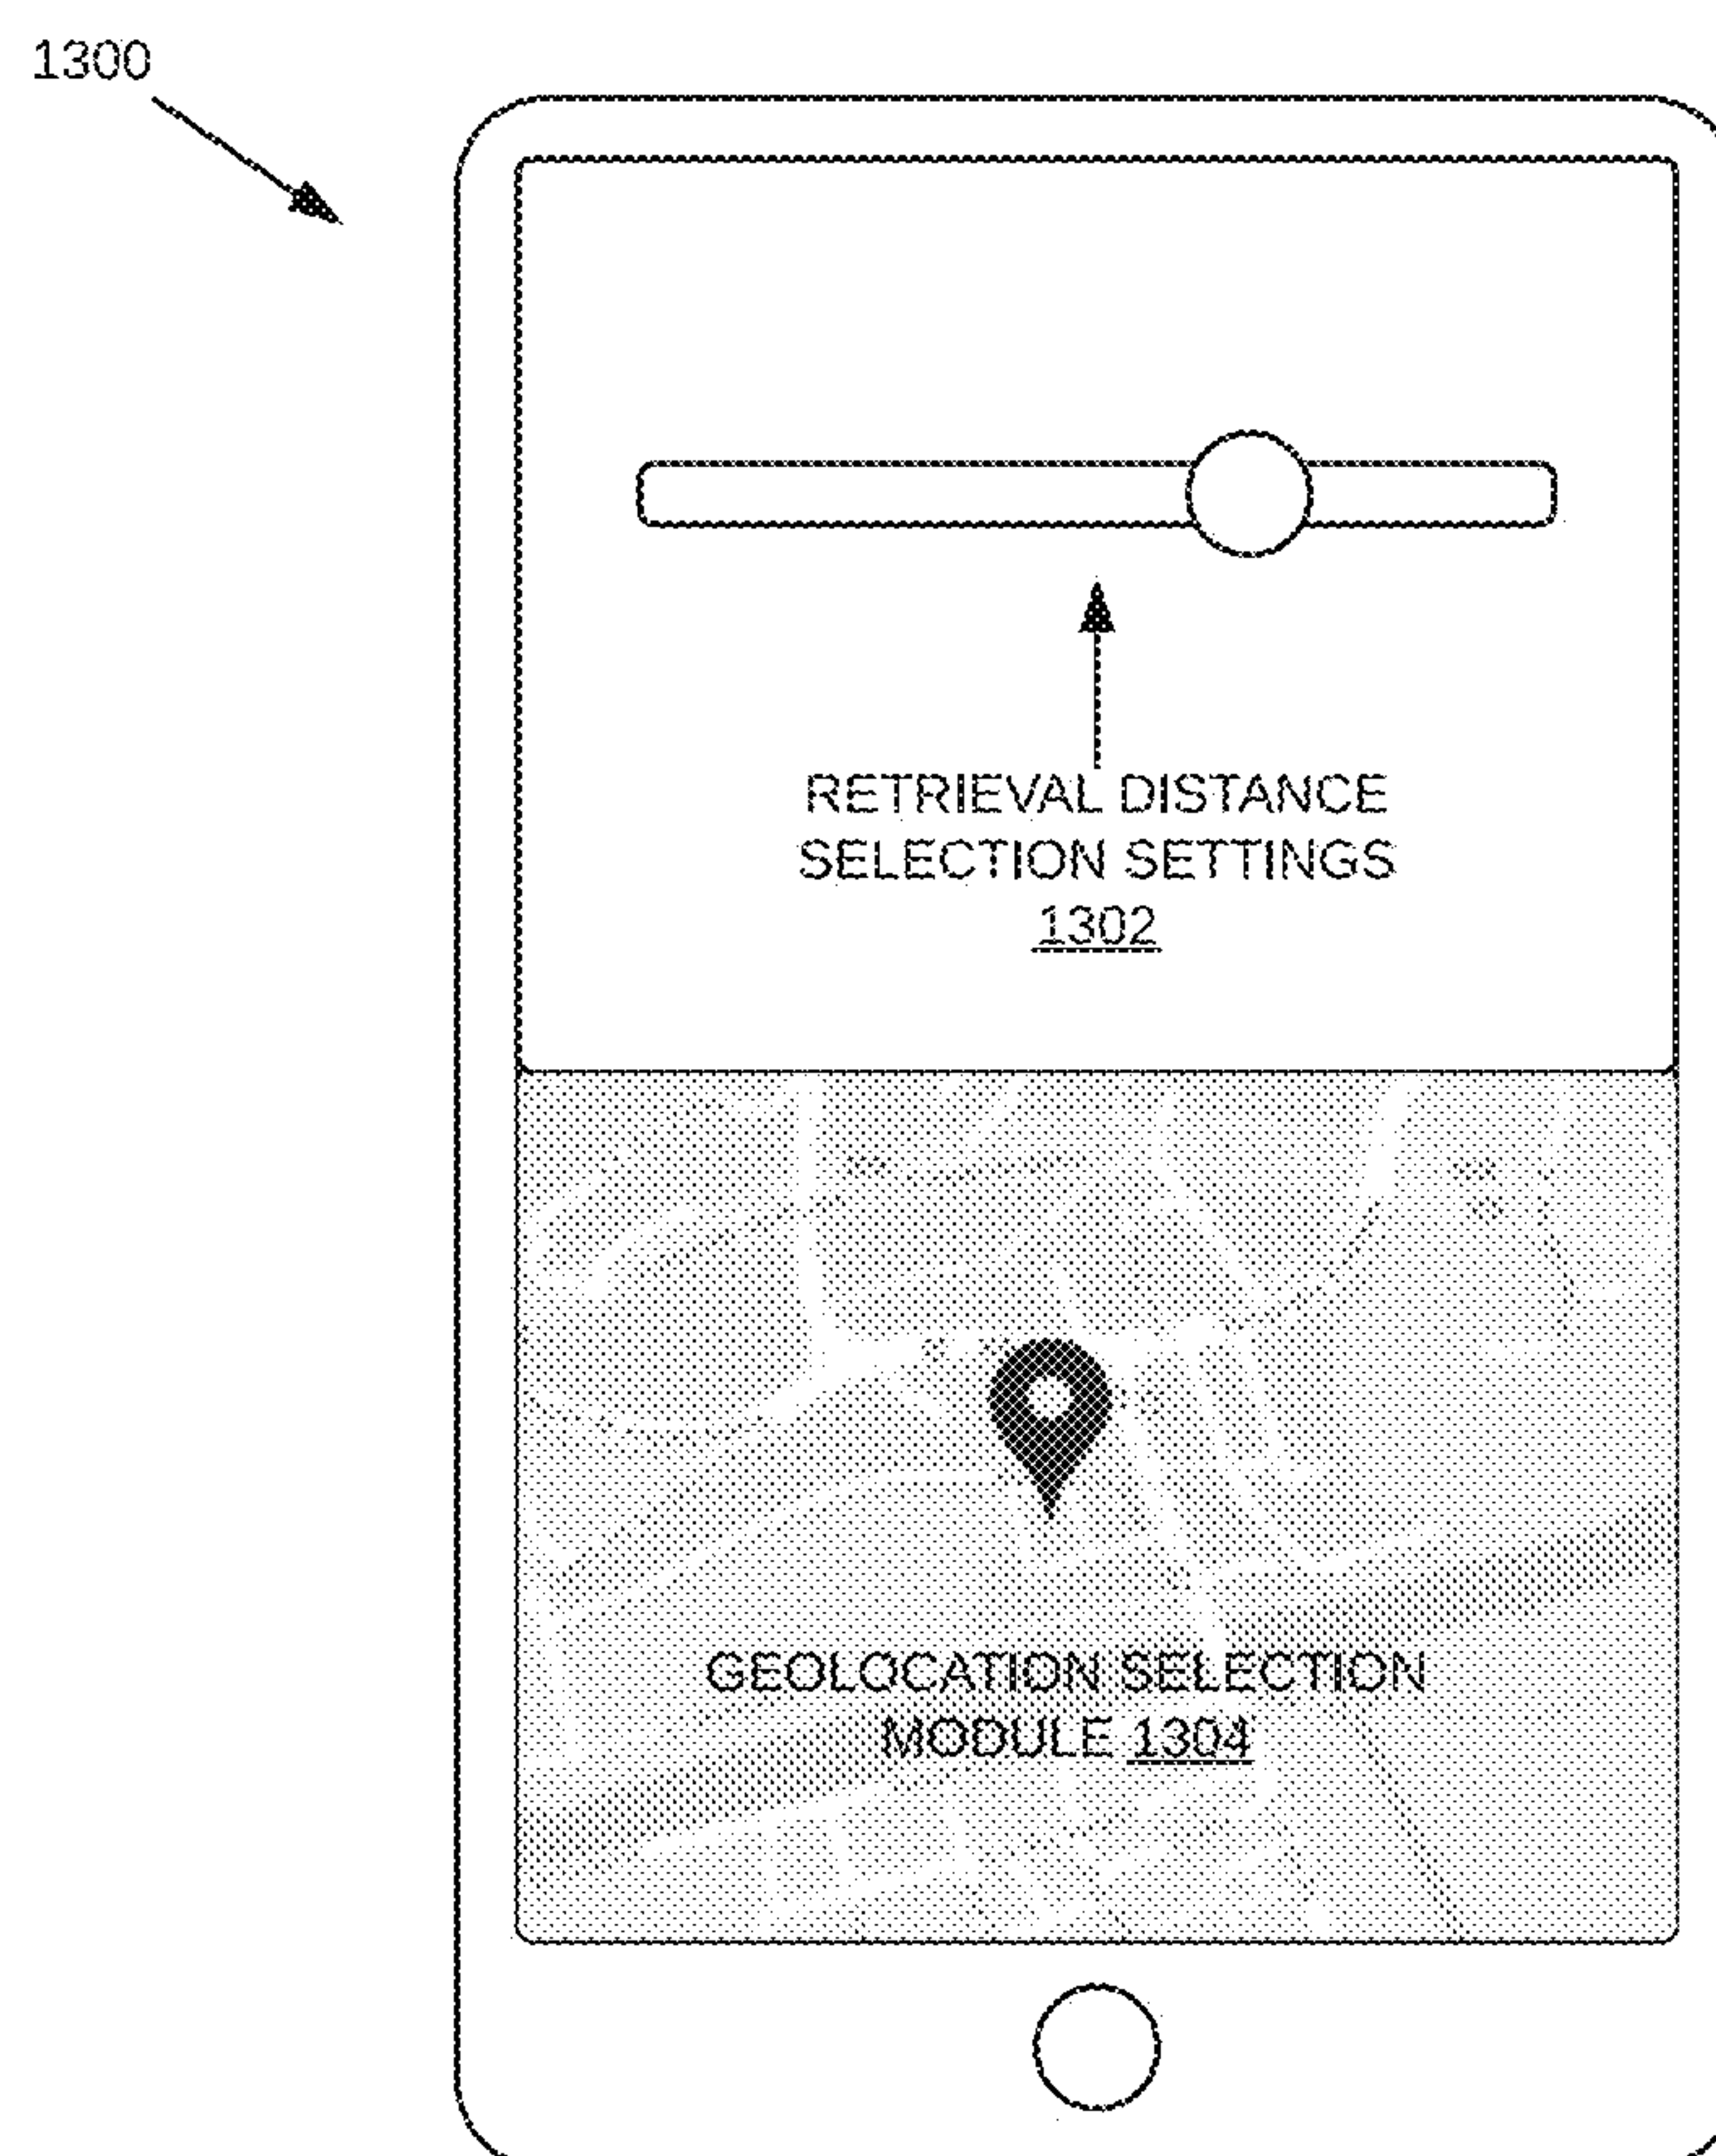 1300
RETRIEVAL DISTANCE
SELECTION SETTINGS
1302
GEOLOCATION SELECTION
MODULE 1304